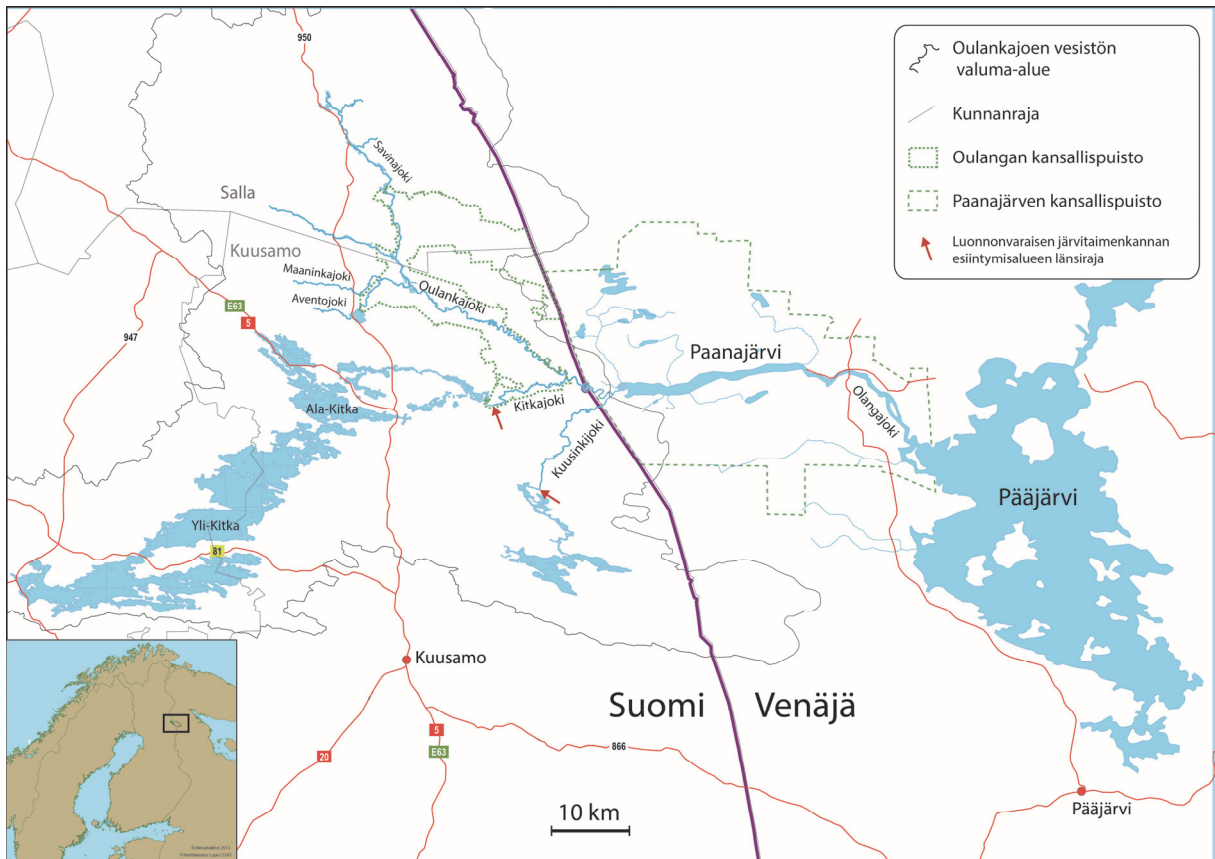 950
Oulankajoen vesistön
valuma-alue
Kunnanraja
Oulangan kansallispuisto
Paanajärven kansallispuisto
Luonnonvaraisen järvitaimenkannan
esiintymisalueen länsiraja
Savinajoki
Salla
Kuusamo
Maaninkajoki
Aventojoki
Oulankajoki
E63
5
947
Paanajärvi
Ala-Kitka
Kitkajoki
Olangajoki
Kuusinkijoki
Pääjärvi
Yli-Kitka
81
Kuusamo
Suomi
Venäjä
5
E63
20
866
10 km
Pääjärvi